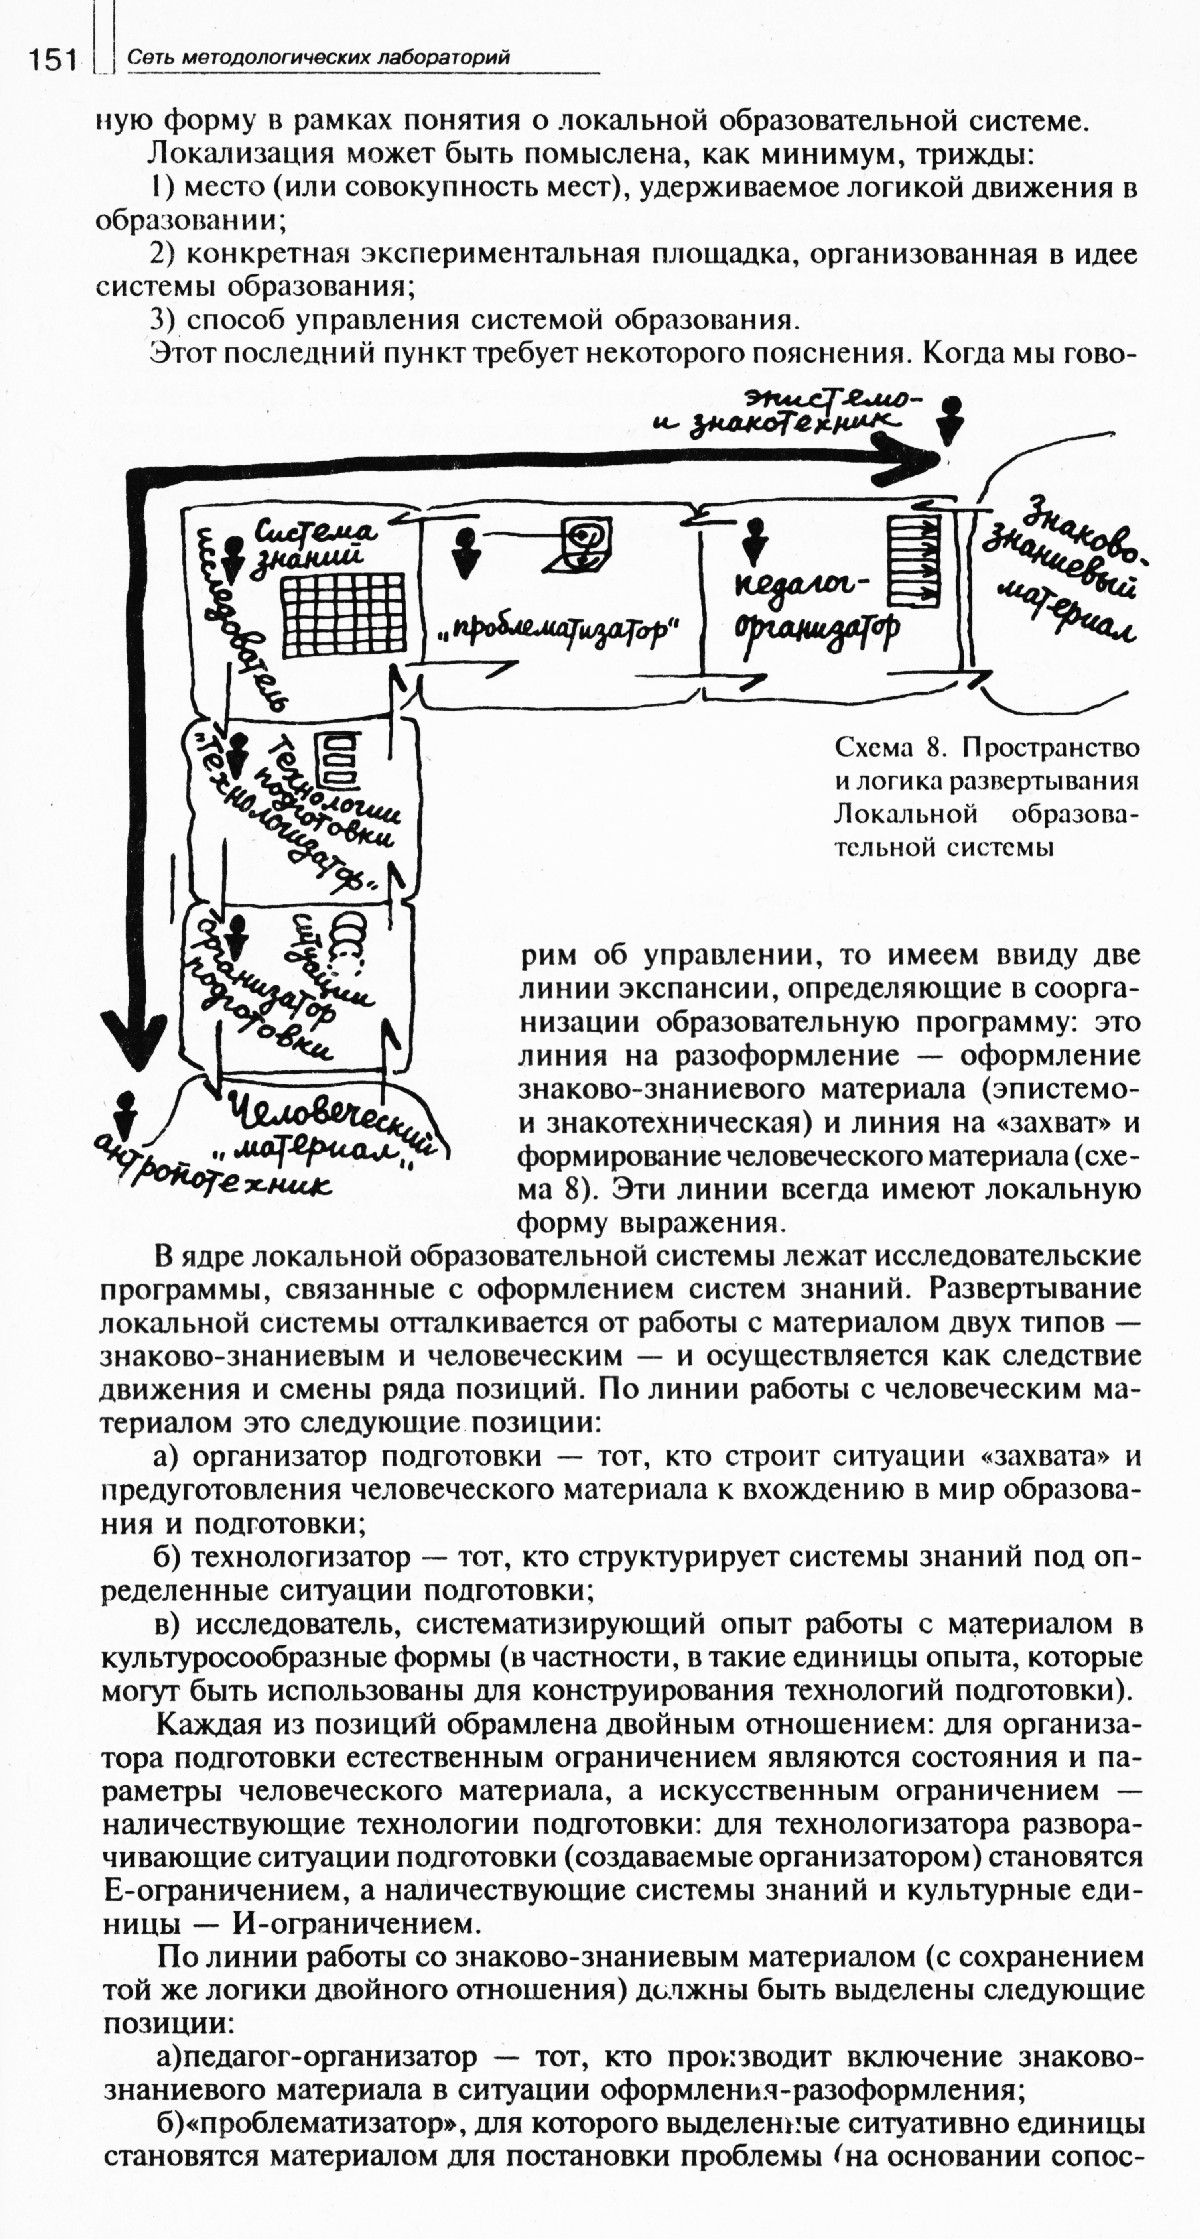 151 Сеть методологических лабораторий
ную форму в рамках понятия о локальной образовательной системе.
Локализация может быть помыслена, как минимум, трижды:
1) место (или совокупность мест), удерживаемое логикой движения в
образовании;
2) конкретная экспериментальная площадка, организованная в идее
системы образования;
3) способ управления системой образования.
Этот последний пункт требует некоторого пояснения. Когда мы гово-
эпистемо-
и знакотехник
исследователь
Система
знаний
„проблематизатор“
педагог-
организатор
Знаково-
знаниевый
материал
„Технологизатор“
Технологии
подготовки
организатор
подготовки
ситуации
Человеческий
„материал„
антропотехник
Схема 8. Пространство
и логика развертывания
Локальной образова-
тельной системы
рим об управлении, то имеем ввиду две
линии экспансии, определяющие в соорга-
низации образовательную программу: это
линия на разоформление — оформление
знаково-знаниевого материала (эпистемо-
и знакотехническая) и линия на «захват» и
формирование человеческого материала (схе-
ма 8). Эти линии всегда имеют локальную
форму выражения.
В ядре локальной образовательной системы лежат исследовательские
программы, связанные с оформлением систем знаний. Развертывание
локальной системы отталкивается от работы с материалом двух типов —
знаково-знаниевым и человеческим — и осуществляется как следствие
движения и смены ряда позиций. По линии работы с человеческим ма-
териалом это следующие позиции:
а) организатор подготовки — тот, кто строит ситуации «захвата» и
предуготовления человеческого материала к вхождению в мир образова-
ния и подготовки;
б) технологизатор — тот, кто структурирует системы знаний под оп-
ределенные ситуации подготовки;
в) исследователь, систематизирующий опыт работы с материалом в
культуросообразные формы (в частности, в такие единицы опыта, которые
могут быть использованы для конструирования технологий подготовки).
Каждая из позиций обрамлена двойным отношением: для организа-
тора подготовки естественным ограничением являются состояния и па-
раметры человеческого материала, а искусственным ограничением —
наличествующие технологии подготовки: для технологизатора развора-
чивающие ситуации подготовки (создаваемые организатором) становятся
Е-ограничением, а наличествующие системы знаний и культурные еди-
ницы — И-ограничением.
По линии работы со знаково-знаниевым материалом (с сохранением
той же логики двойного отношения) должны быть выделены следующие
позиции:
а)педагог-организатор — тот, кто производит включение знаково-
знаниевого материала в ситуации оформления-разоформления;
б)«проблематизатор», для которого выделенные ситуативно единицы
становятся материалом для постановки проблемы (на основании сопос-